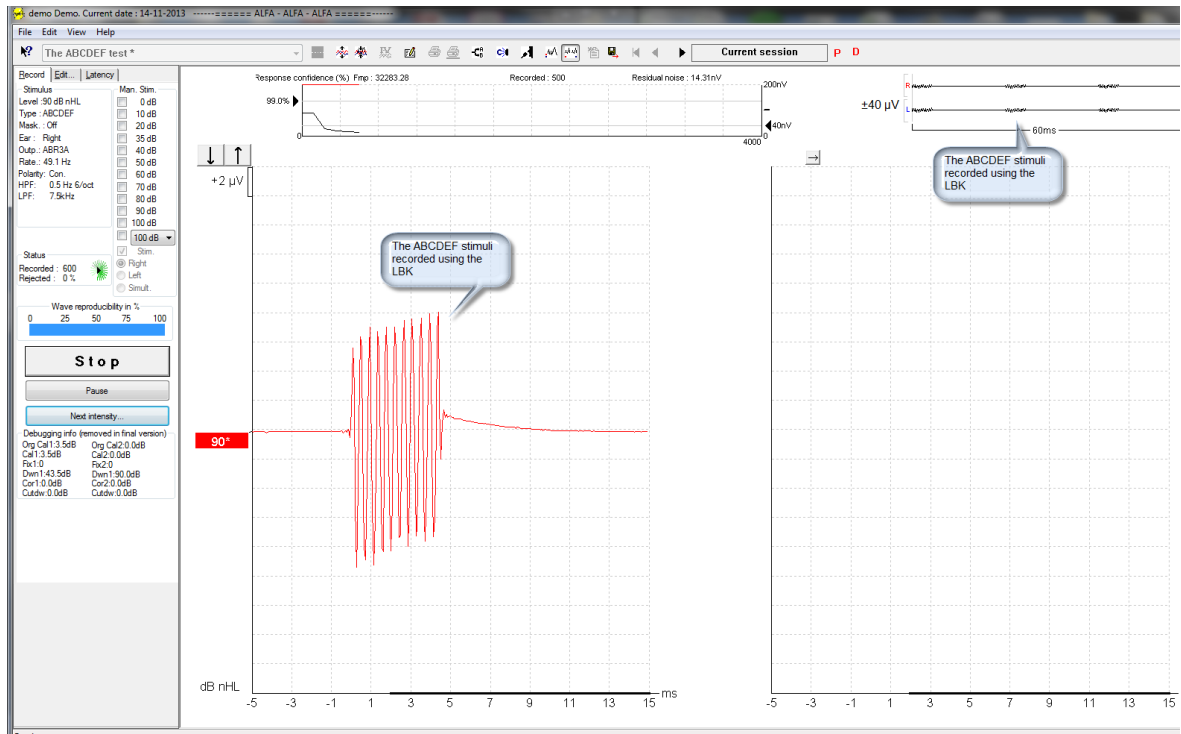 demo Demo. Current date : 14-11-2013 ------====== ALFA - ALFA - ALFA ======------
File Edit View Help
The ABCDEF test *
Current session
P D
Record Edit... Latency
Stimulus
Level :90 dB nHL
Type : ABCDEF
Mask. : Off
Ear : Right
Outp.: ABR3A
Rate.: 49.1 Hz
Polarity: Con.
HPF: 0.5 Hz 6/oct
LPF: 7.5kHz
Man. Stim.
0 dB
10 dB
20 dB
35 dB
40 dB
50 dB
60 dB
70 dB
80 dB
90 dB
100 dB
100 dB
Stim.
Right
Left
Simult.
Status
Recorded : 600
Rejected : 0 %
Wave reproducibility in %
0 25 50 75 100
Stop
Pause
Next intensity...
Debugging info (removed in final version)
Org Cal1:3.5dB Org Cal2:0.0dB
Cal1:3.5dB Cal2:0.0dB
Fix1:0 Fix2:0
Dwn1:43.5dB Dwn1:90.0dB
Cor1:0.0dB Cor2:0.0dB
Cutdw:0.0dB Cutdw:0.0dB
Response confidence (%) Fmp : 32283.28 Recorded : 500 Residual noise : 14.31nV
200nV
99.0%
40nV
0 0
4000
+2 µV
The ABCDEF stimuli
recorded using the
LBK
90*
dB nHL
ms
-5 -3 -1 1 3 5 7 9 11 13 15
±40 µV
R
L
60ms
The ABCDEF stimuli
recorded using the
LBK
-5 -3 -1 1 3 5 7 9 11 13 15